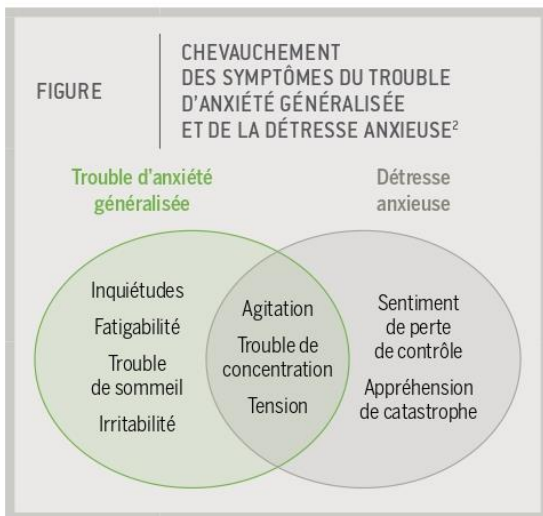 FIGURE
CHEVAUCHEMENT
DES SYMPTÔMES DU TROUBLE
D'ANXIÉTÉ GÉNÉRALISÉE
ET DE LA DÉTRESSE ANXIEUSE²
Trouble d'anxiété
généralisée
Détresse
anxieuse
Inquiétudes
Fatigabilité
Trouble
de sommeil
Irritabilité
Agitation
Trouble de
concentration
Tension
Sentiment
de perte
de contrôle
Appréhension
de catastrophe